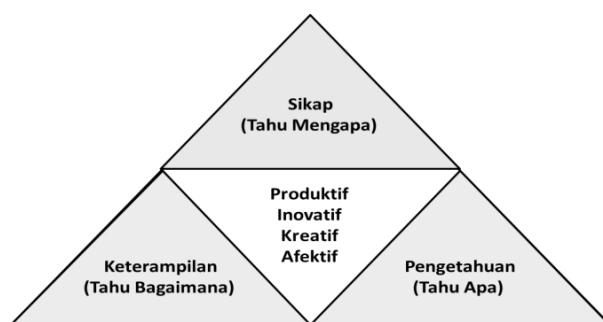 Sikap
(Tahu Mengapa)
Produktif
Inovatif
Kreatif
Afektif
Keterampilan
(Tahu Bagaimana)
Pengetahuan
(Tahu Apa)